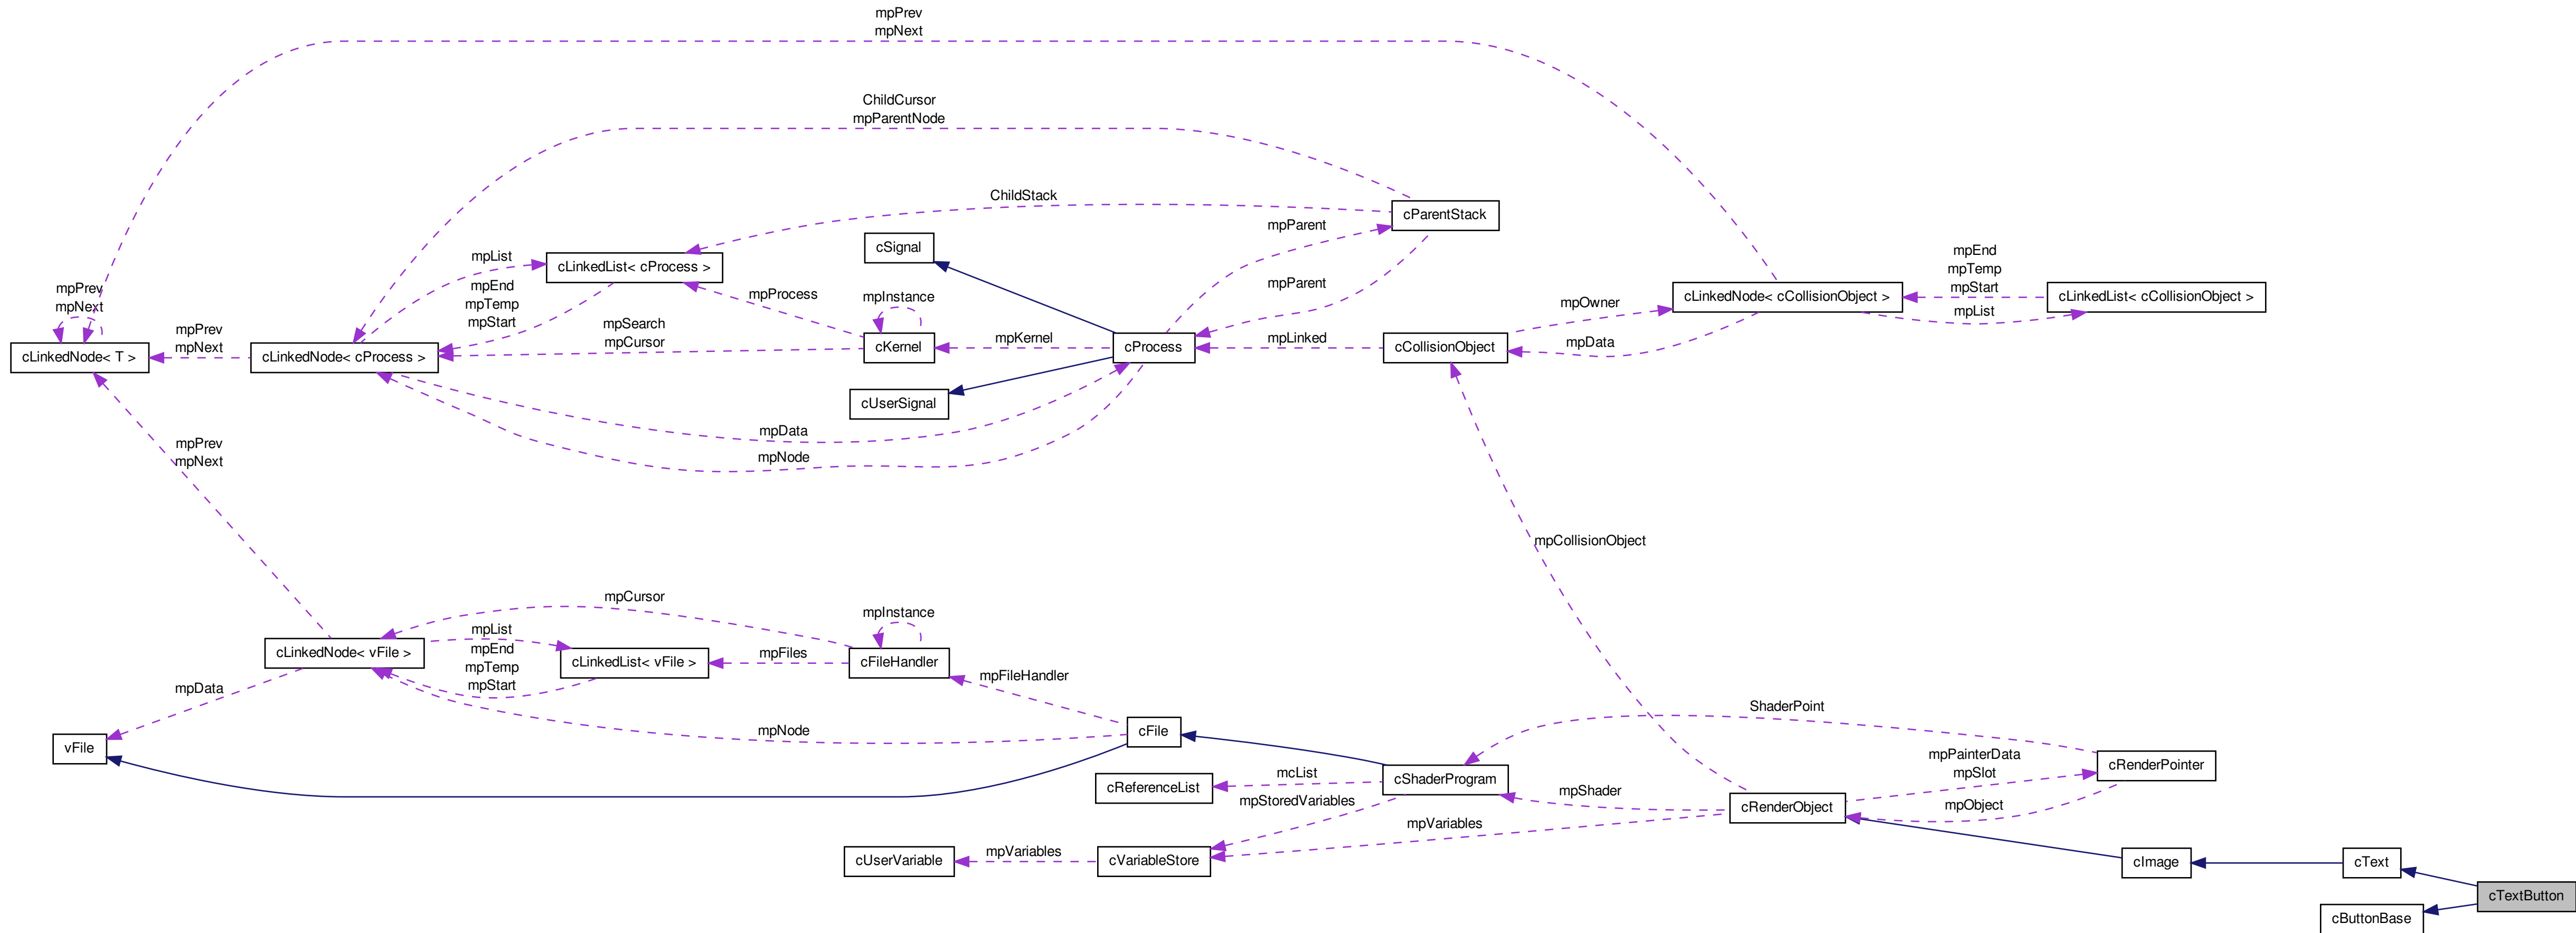 mpPrev
mpNext
ChildCursor
mpParentNode
ChildStack
cParentStack
mpParent
cSignal
mpList
cLinkedList< cProcess >
mpEnd
mpTemp
mpStart
mpProcess
mpInstance
mpParent
mpEnd
mpTemp
mpStart
cLinkedNode< cCollisionObject >
cLinkedList< cCollisionObject >
mpOwner
mpList
mpPrev
mpNext
mpPrev
mpNext
mpSearch
mpCursor
cLinkedNode< T >
cLinkedNode< cProcess >
cKernel
mpKernel
cProcess
mpLinked
cCollisionObject
mpData
cUserSignal
mpData
mpNode
mpPrev
mpNext
mpCollisionObject
mpCursor
mpInstance
mpList
cLinkedNode< vFile >
mpEnd
mpTemp
mpStart
cLinkedList< vFile >
mpFiles
cFileHandler
mpFileHandler
mpData
mpNode
cFile
vFile
ShaderPoint
mpPainterData
mpSlot
cRenderPointer
mcList
cShaderProgram
cReferenceList
mpStoredVariables
mpShader
cRenderObject
mpObject
mpVariables
cUserVariable
mpVariables
cVariableStore
cImage
cText
cTextButton
cButtonBase